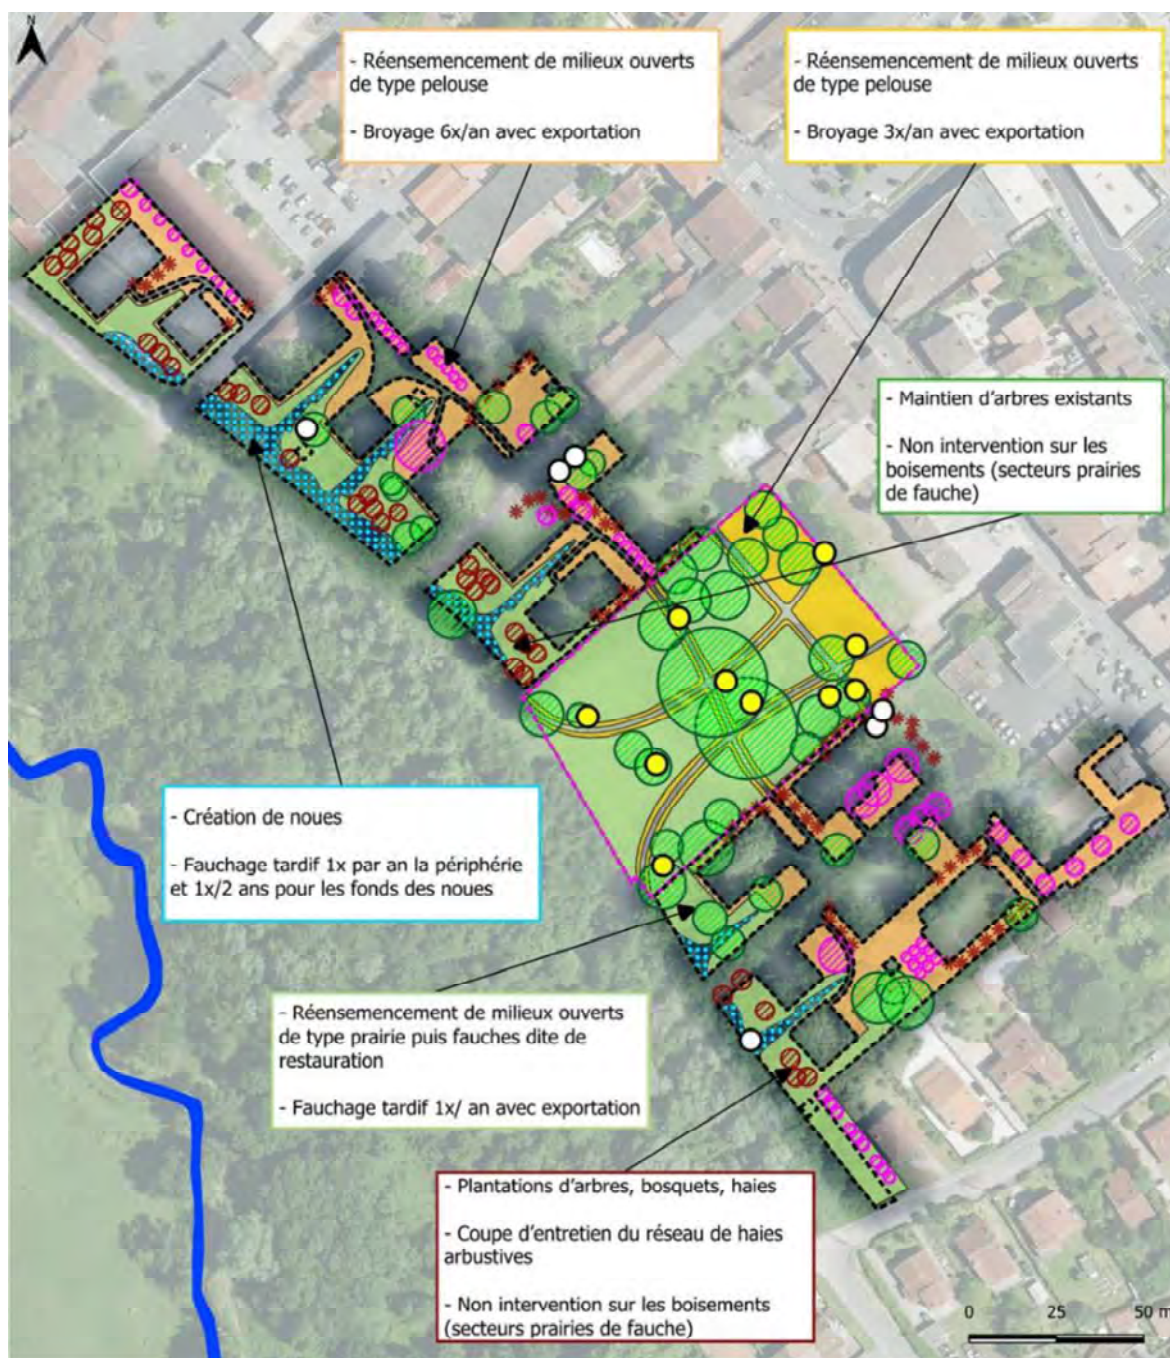 N
- Réensemencement de milieux ouverts
de type pelouse
- Broyage 6x/an avec exportation
- Réensemencement de milieux ouverts
de type pelouse
- Broyage 3x/an avec exportation
- Maintien d'arbres existants
- Non intervention sur les
boisements (secteurs prairies
de fauche)
- Création de noues
- Fauchage tardif 1x par an la périphérie
et 1x/2 ans pour les fonds des noues
- Réensemencement de milieux ouverts
de type prairie puis fauches dite de
restauration
- Fauchage tardif 1x/ an avec exportation
- Plantations d'arbres, bosquets, haies
- Coupe d'entretien du réseau de haies
arbustives
- Non intervention sur les boisements
(secteurs prairies de fauche)
0 25 50 m